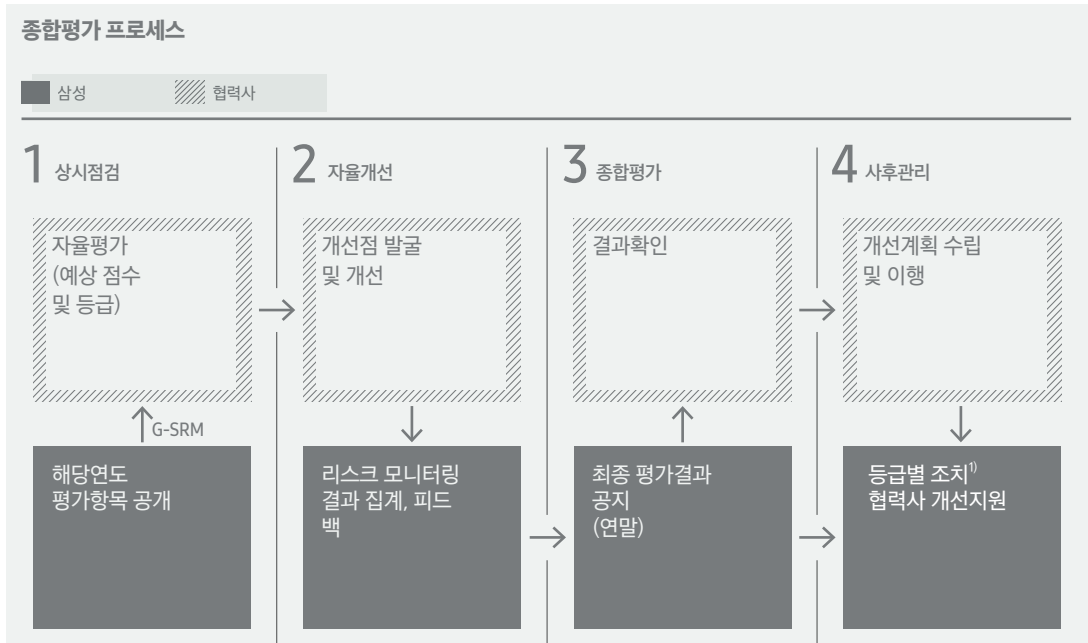 종합평가 프로세스
삼성
협력사
1 상시점검
2 자율개선
3 종합평가
4 사후관리
자율평가
(예상 점수
및 등급)
개선점 발굴
및 개선
결과확인
개선계획 수립
및 이행
G-SRM
해당연도
평가항목 공개
리스크 모니터링
결과 집계, 피드
백
최종 평가결과
공지
(연말)
등급별 조치1)
협력사 개선지원